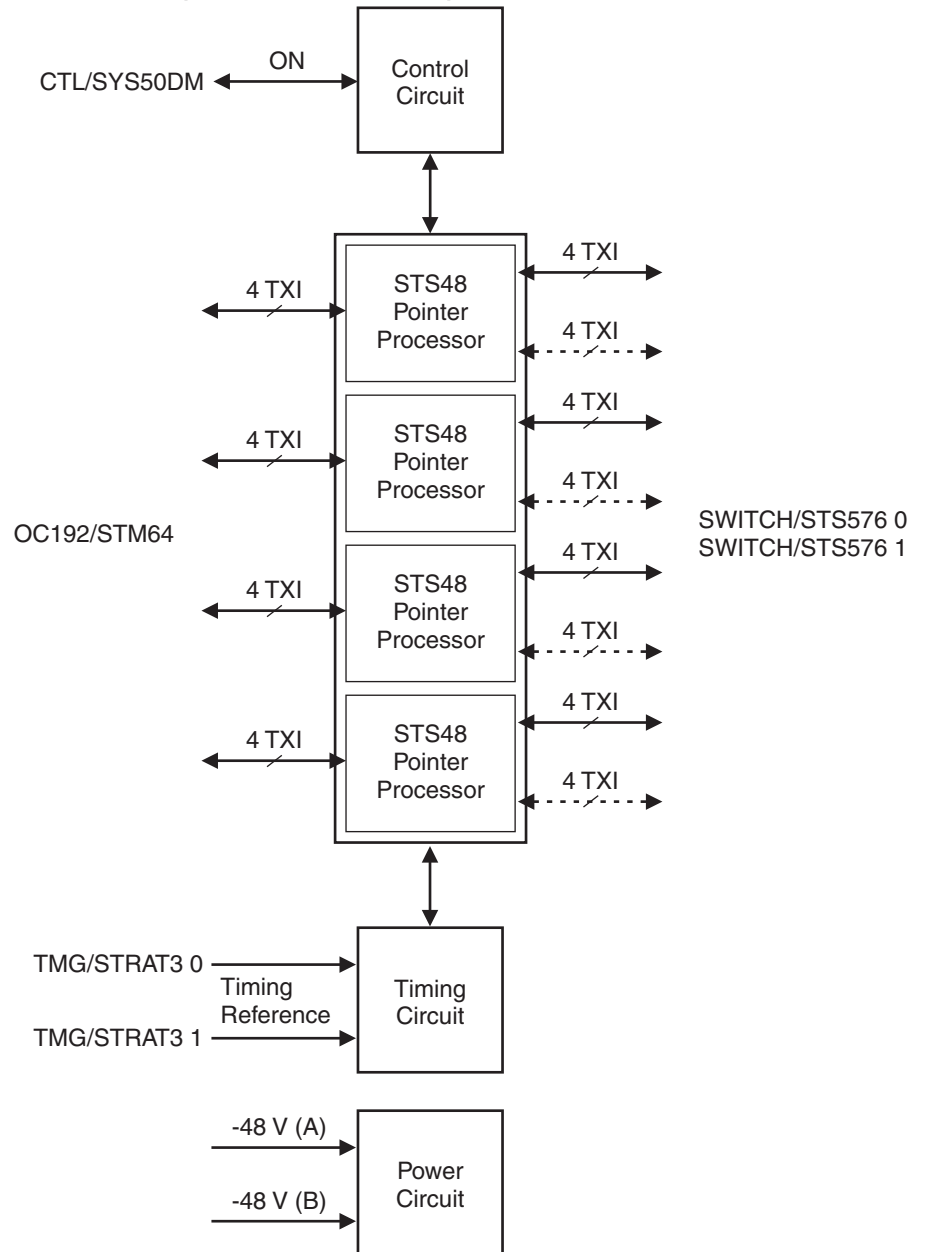 ON
CTL/SYS50DM
Control
Circuit
4 TXI
4 TXI
STS48
Pointer
Processor
4 TXI
4 TXI
4 TXI
STS48
Pointer
Processor
4 TXI
OC192/STM64
SWITCH/STS576 0
SWITCH/STS576 1
4 TXI
4 TXI
STS48
Pointer
Processor
4 TXI
4 TXI
4 TXI
STS48
Pointer
Processor
4 TXI
TMG/STRAT3 0
Timing
Reference
TMG/STRAT3 1
Timing
Circuit
-48 V (A)
-48 V (B)
Power
Circuit